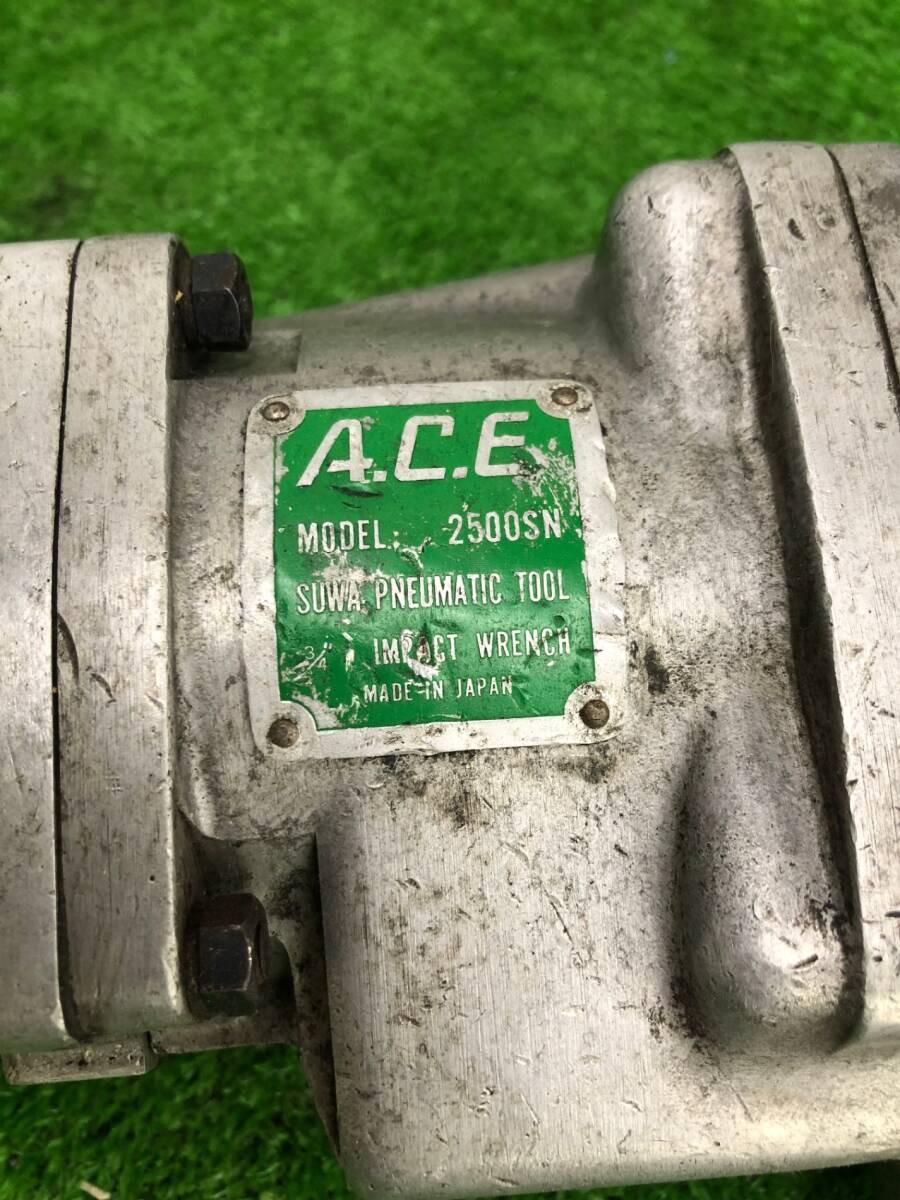 A.C.E
MODEL: 2500SN
SUWA PNEUMATIC TOOL
3/4 IMPACT WRENCH
MADE IN JAPAN